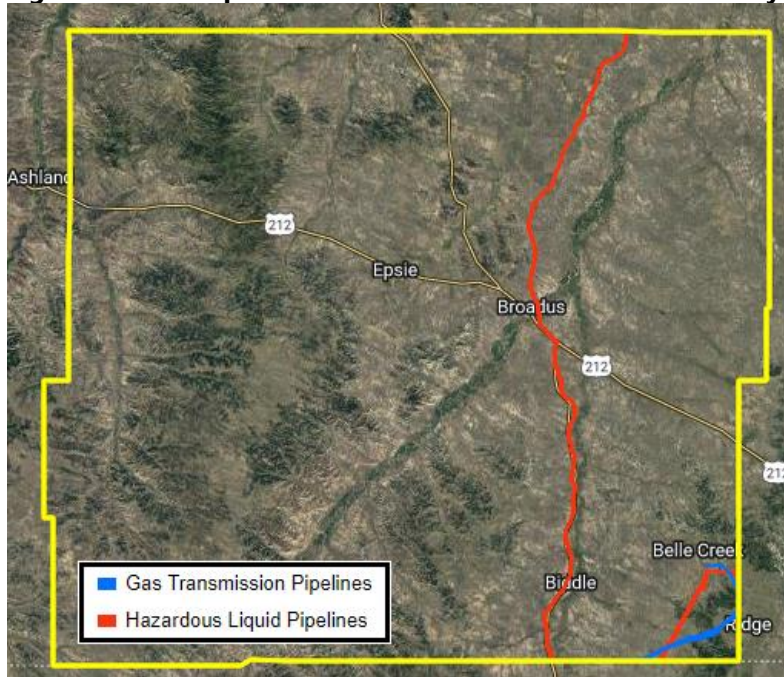 Ashland
212
Epsie
Broadus
212
212
Belle Creek
Biddle
Ridge
Gas Transmission Pipelines
Hazardous Liquid Pipelines